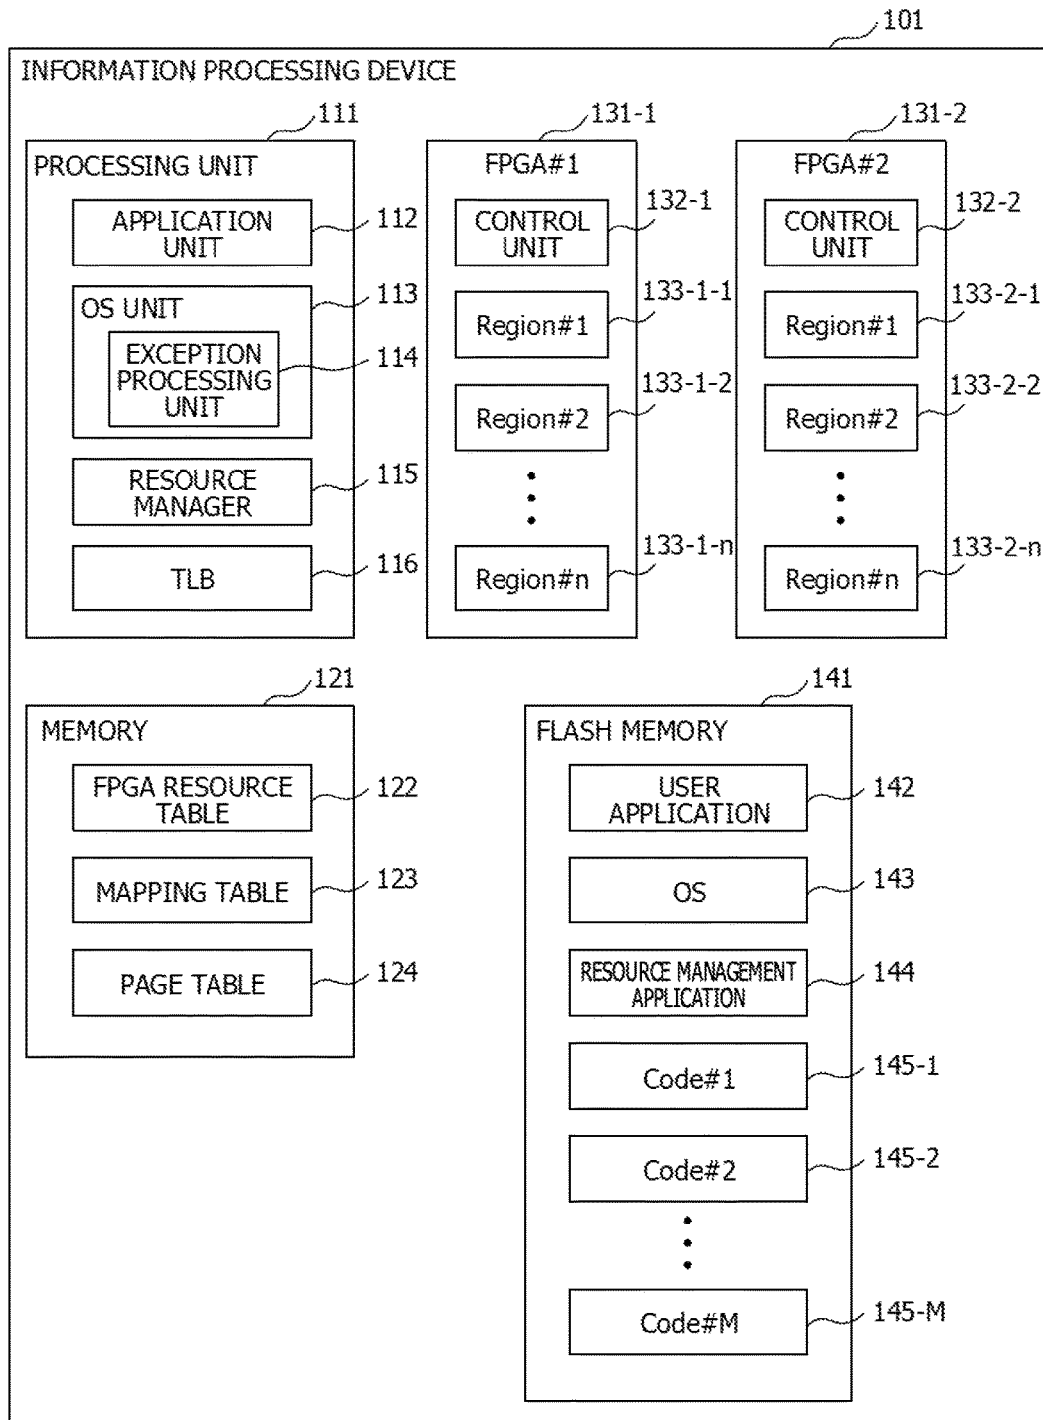 101
INFORMATION PROCESSING DEVICE
111
PROCESSING UNIT
APPLICATION
UNIT
112
OS UNIT
113
EXCEPTION
PROCESSING
UNIT
114
RESOURCE
MANAGER
115
TLB
116
131-1
FPGA#1
CONTROL
UNIT
132-1
Region#1
133-1-1
Region#2
133-1-2
Region#n
133-1-n
131-2
FPGA#2
CONTROL
UNIT
132-2
Region#1
133-2-1
Region#2
133-2-2
Region#n
133-2-n
121
MEMORY
FPGA RESOURCE
TABLE
122
MAPPING TABLE
123
PAGE TABLE
124
141
FLASH MEMORY
USER
APPLICATION
142
OS
143
RESOURCE MANAGEMENT
APPLICATION
144
Code#1
145-1
Code#2
145-2
Code#M
145-M